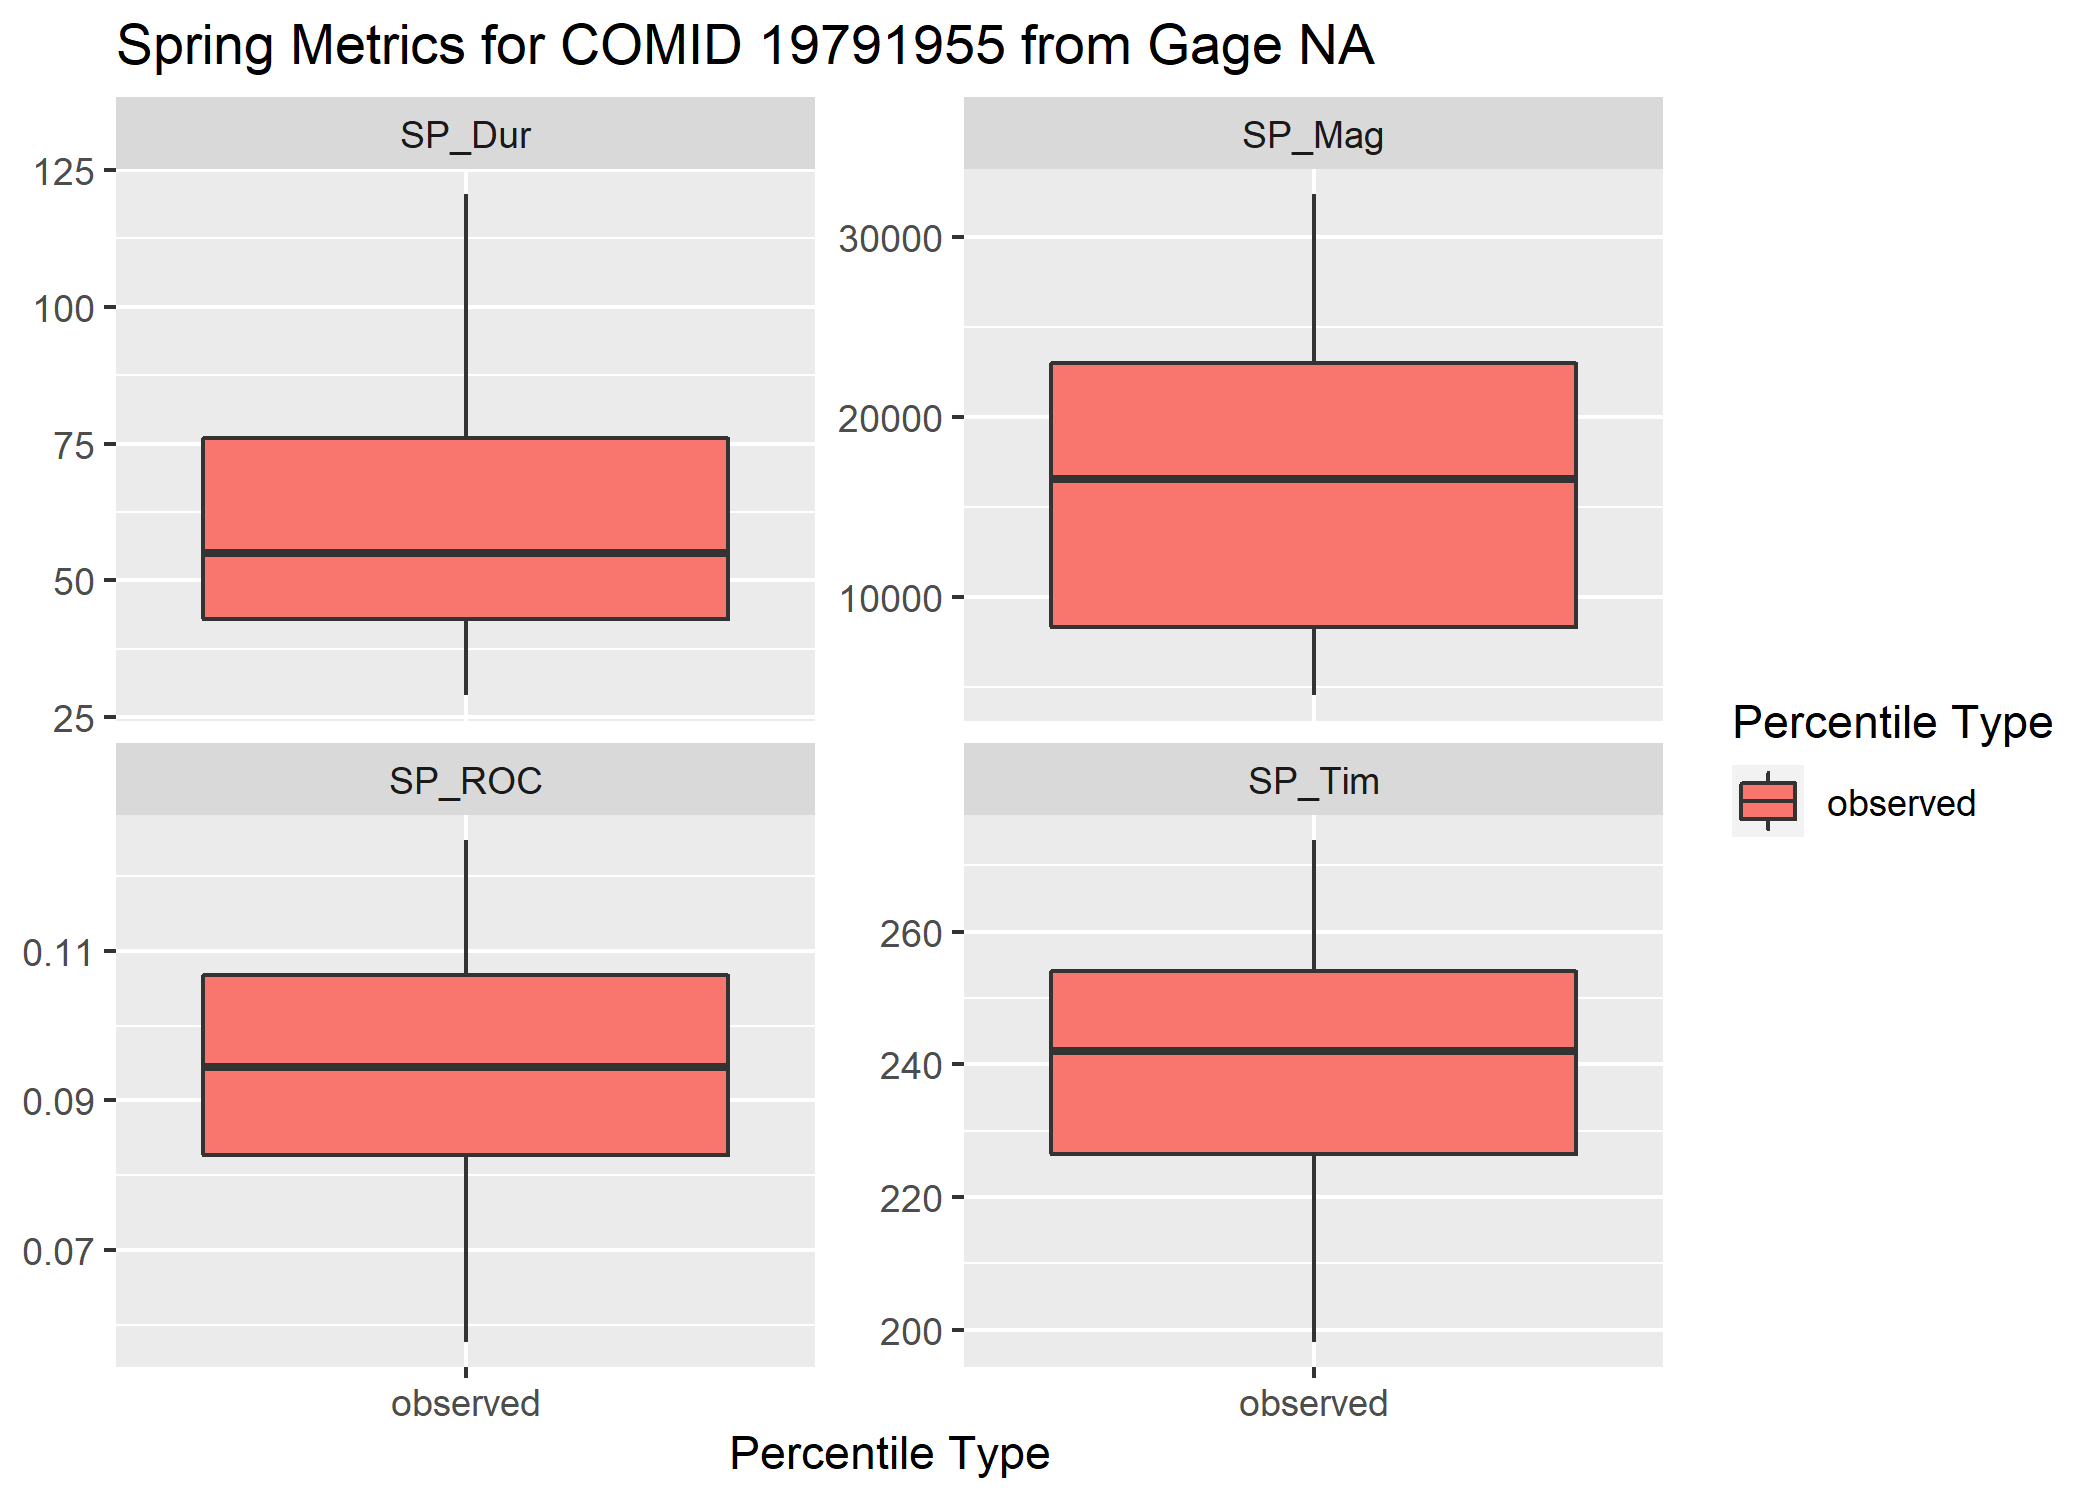 Spring Metrics for COMID 19791955 from Gage NA
SP_Dur
125
100
75
50
25
SP_Mag
30000
20000
10000
SP_ROC
0.11
0.09
0.07
observed
SP_Tim
260
240
220
200
observed
Percentile Type
Percentile Type
observed